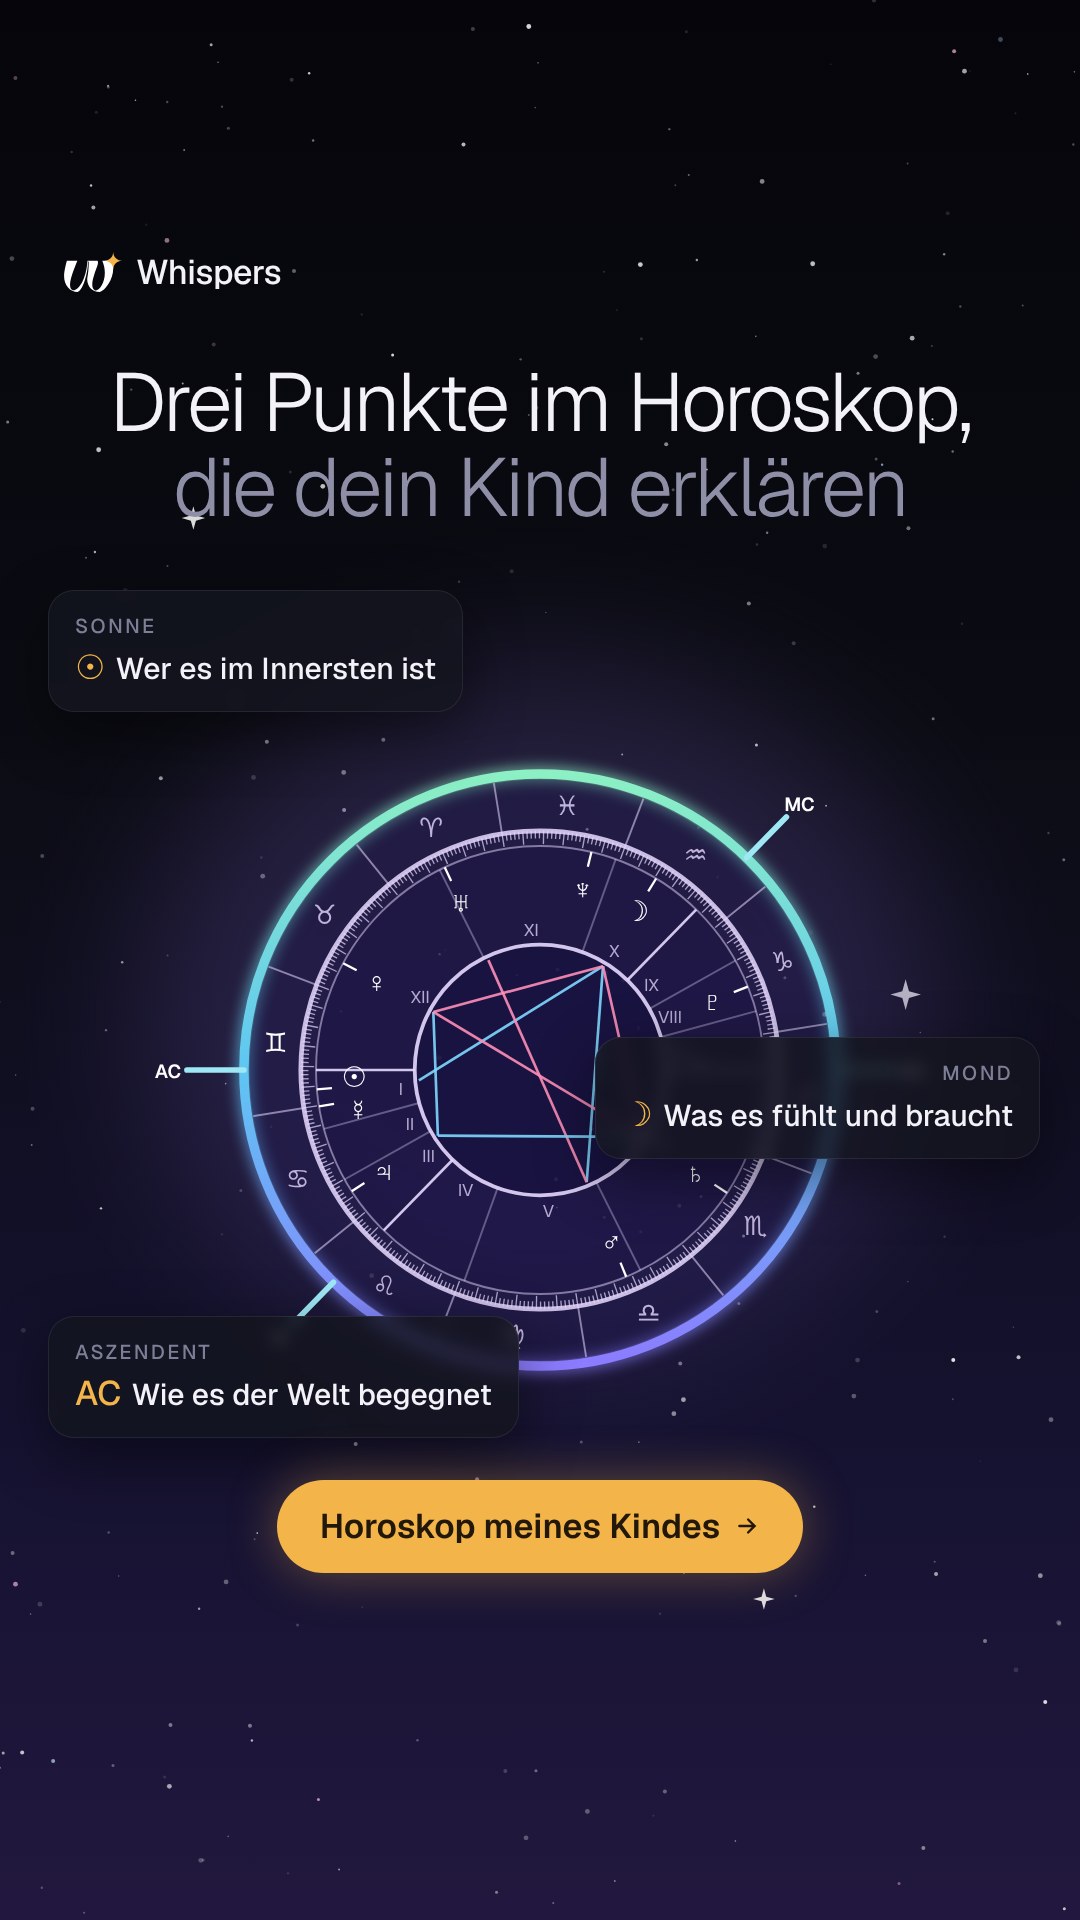 Whispers
Drei Punkte im Horoskop,
die dein Kind erklären
SONNE
☉ Wer es im Innersten ist
MC
XI
X
XII
IX
VIII
AC
I
II
III
IV
V
MOND
☽ Was es fühlt und braucht
ASZENDENT
AC Wie es der Welt begegnet
Horoskop meines Kindes →